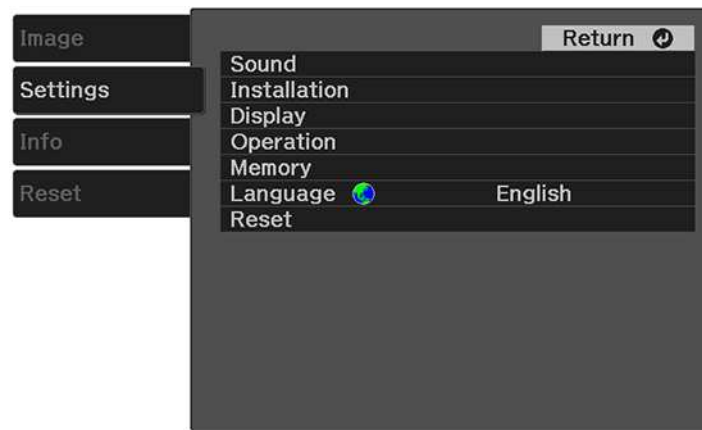 Image
Settings
Info
Reset
Return
Sound
Installation
Display
Operation
Memory
Language English
Reset